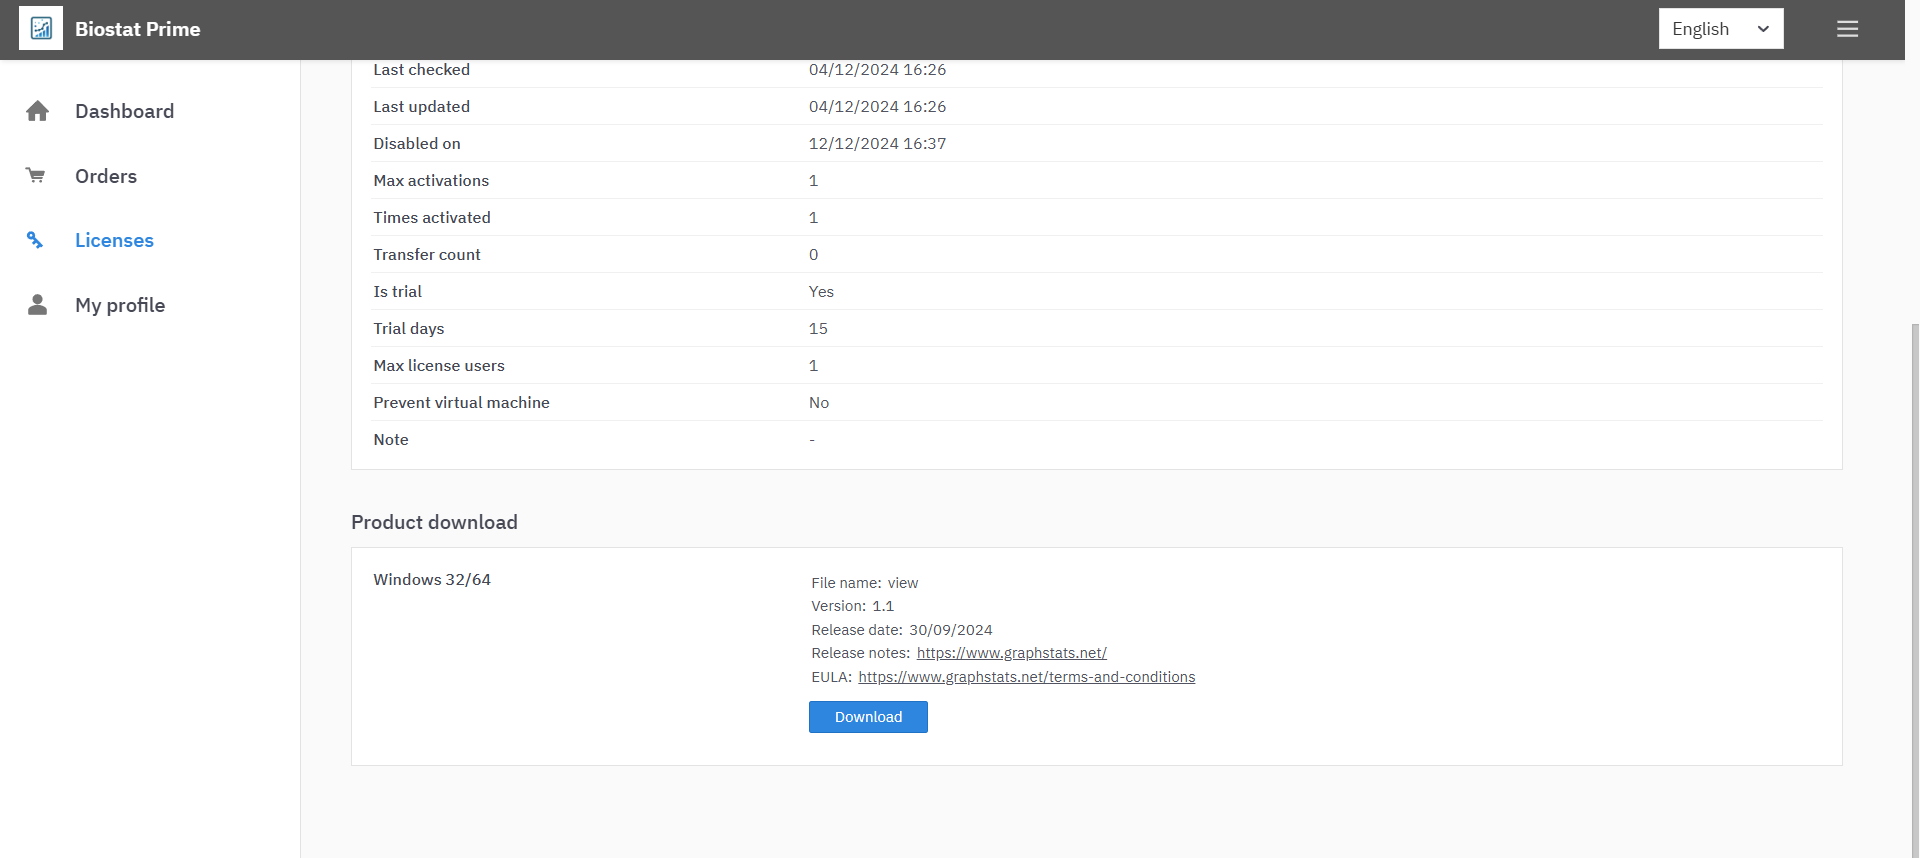 Biostat Prime
English
Dashboard
Orders
Licenses
My profile
Last checked 04/12/2024 16:26
Last updated 04/12/2024 16:26
Disabled on 12/12/2024 16:37
Max activations 1
Times activated 1
Transfer count 0
Is trial Yes
Trial days 15
Max license users 1
Prevent virtual machine No
Note -
Product download
Windows 32/64
File name: view
Version: 1.1
Release date: 30/09/2024
Release notes: https://www.graphstats.net/
EULA: https://www.graphstats.net/terms-and-conditions
Download